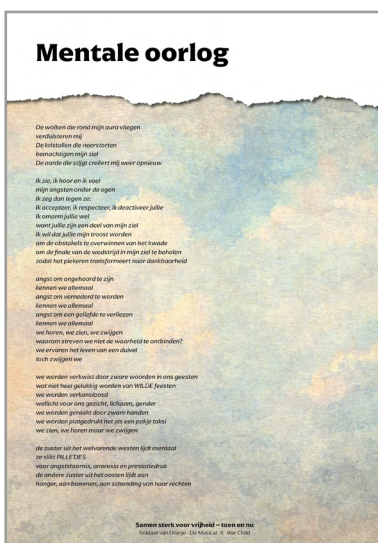 Mentale oorlog
De wolken die rond mijn aura vliegen
verduisteren mij
De kristallen die neerstorten
bemachtigen mijn ziel
De aarde die stijgt creëert mij weer opnieuw
Ik zie, ik hoor en ik voel
mijn angsten onder de ogen
Ik zeg dan tegen ze:
Ik accepteer, ik respecteer, ik deactiveer jullie
Ik omarm jullie wel
want jullie zijn een deel van mijn ziel
Ik wil dat jullie mijn troost worden
om de obstakels te overwinnen van het kwade
om de finale van de wedstrijd in mijn ziel te behalen
zodat het piekeren transformeert naar dankbaarheid
angst om ongehoord te zijn
kennen we allemaal
angst om vernederd te worden
kennen we allemaal
angst om een geliefde te verliezen
kennen we allemaal
we horen, we zien, we zwijgen
waarom streven we niet de waarheid te ontbinden?
we ervaren het leven van een duivel
toch zwijgen we
we worden verkwist door zware woorden in ons geesten
wat niet heel gelukkig worden van WILDE feesten
we worden verkansloosd
wellicht voor ons gezicht, lichaam, gender
we worden geraakt door zware handen
we worden platgedrukt net als een pakje taksi
we zien, we horen maar we zwijgen
de zuster uit het welvarende westen lijdt mentaal
ze slikt PILLETJES
voor angststoornis, anorexia en prestatiedruk
de andere zuster uit het oosten lijdt aan
honger, aan bommen, aan schending van haar rechten
Samen sterk voor vrijheid – toen en nu
Soldaat van Oranje - De Musical X War Child